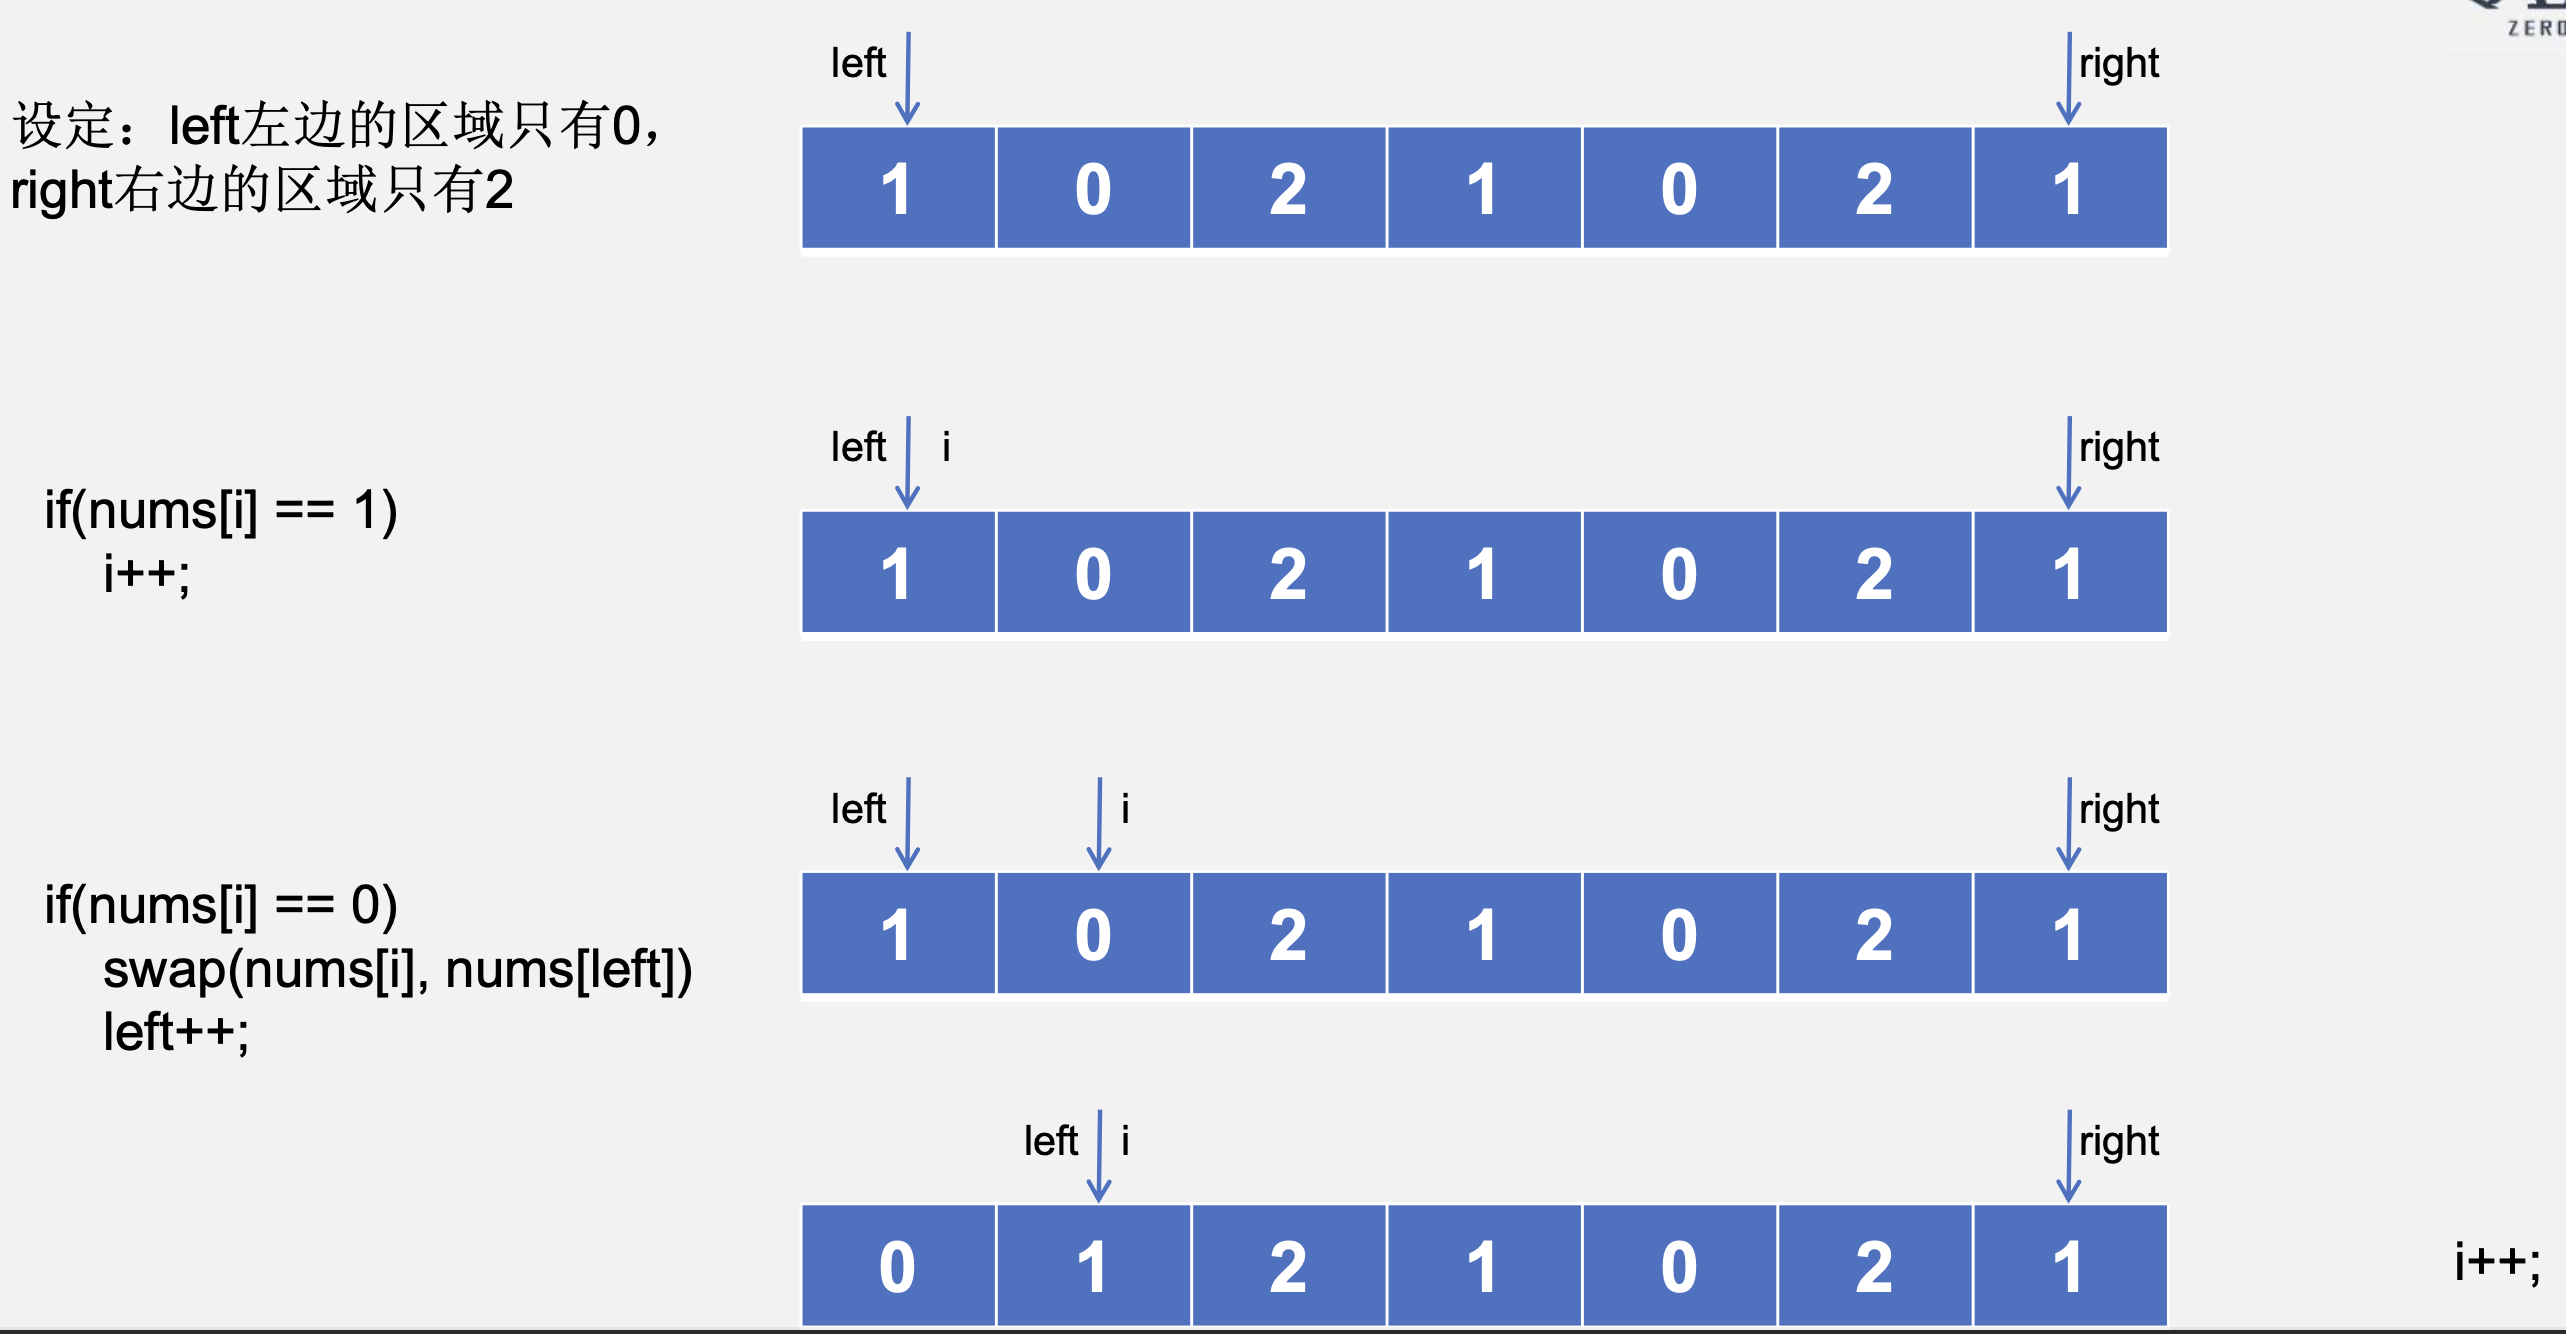 ZERO
left right
设定：left左边的区域只有0，
right右边的区域只有2
1 0 2 1 0 2 1
left i right
if(nums[i] == 1)
i++;
1 0 2 1 0 2 1
left i right
if(nums[i] == 0)
swap(nums[i], nums[left])
left++;
1 0 2 1 0 2 1
left i right
0 1 2 1 0 2 1
i++;